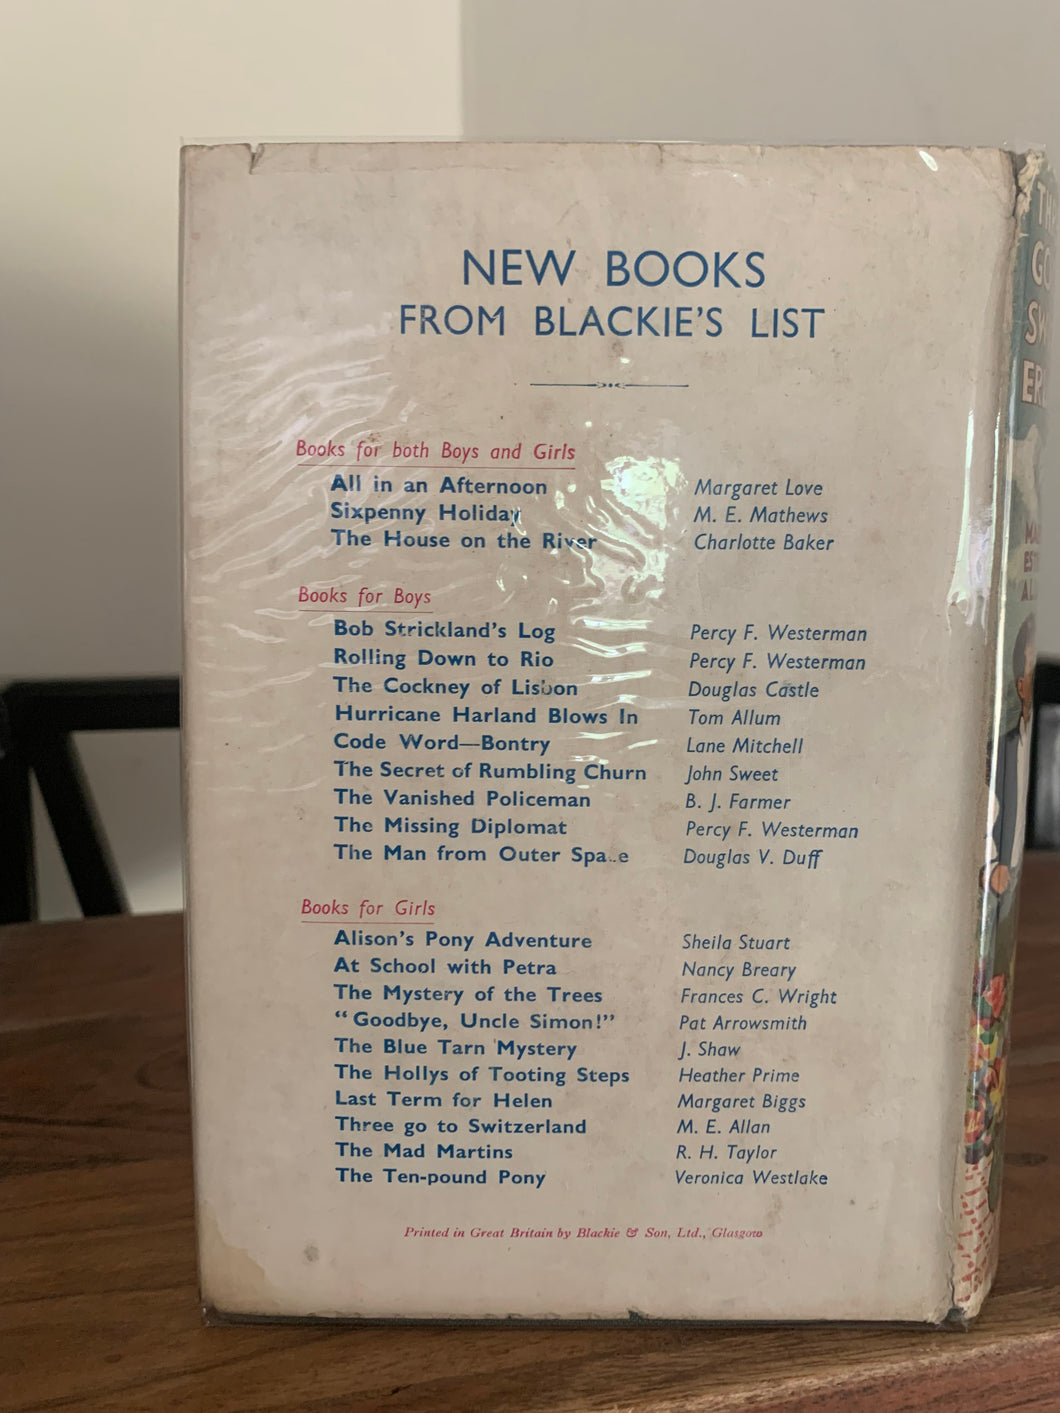 NEW BOOKS
FROM BLACKIE'S LIST
Books for both Boys and Girls
All in an Afternoon Margaret Love
Sixpenny Holiday M. E. Mathews
The House on the River Charlotte Baker
Books for Boys
Bob Strickland's Log Percy F. Westerman
Rolling Down to Rio Percy F. Westerman
The Cockney of Lisbon Douglas Castle
Hurricane Harland Blows In Tom Allum
Code Word—Bontry Lane Mitchell
The Secret of Rumbling Churn John Sweet
The Vanished Policeman B. J. Farmer
The Missing Diplomat Percy F. Westerman
The Man from Outer Space Douglas V. Duff
Books for Girls
Alison's Pony Adventure Sheila Stuart
At School with Petra Nancy Breary
The Mystery of the Trees Frances C. Wright
"Goodbye, Uncle Simon!" Pat Arrowsmith
The Blue Tarn Mystery J. Shaw
The Hollys of Tooting Steps Heather Prime
Last Term for Helen Margaret Biggs
Three go to Switzerland M. E. Allan
The Mad Martins R. H. Taylor
The Ten-pound Pony Veronica Westlake
Printed in Great Britain by Blackie & Son, Ltd., Glasgow